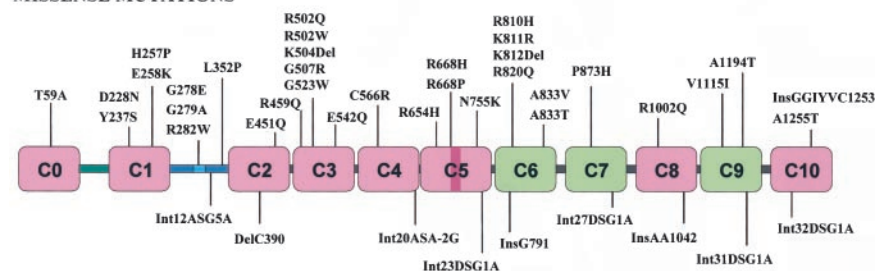 MISSENSE MUTATIONS
T59A
D228N
Y237S
H257P
E258K
G278E
G279A
R282W
L352P
E451Q
R459Q
R502Q
R502W
K504Del
G507R
G523W
E542Q
C566R
R654H
R668H
R668P
N755K
R810H
K811R
K812Del
R820Q
A833V
A833T
P873H
R1002Q
V1115I
A1194T
InsGGIYVC1253
A1255T
C0 C1 C2 C3 C4 C5 C6 C7 C8 C9 C10
Int12ASG5A
DelC390
Int20ASA-2G
Int23DSG1A
InsG791
Int27DSG1A
InsAA1042
Int31DSG1A
Int32DSG1A